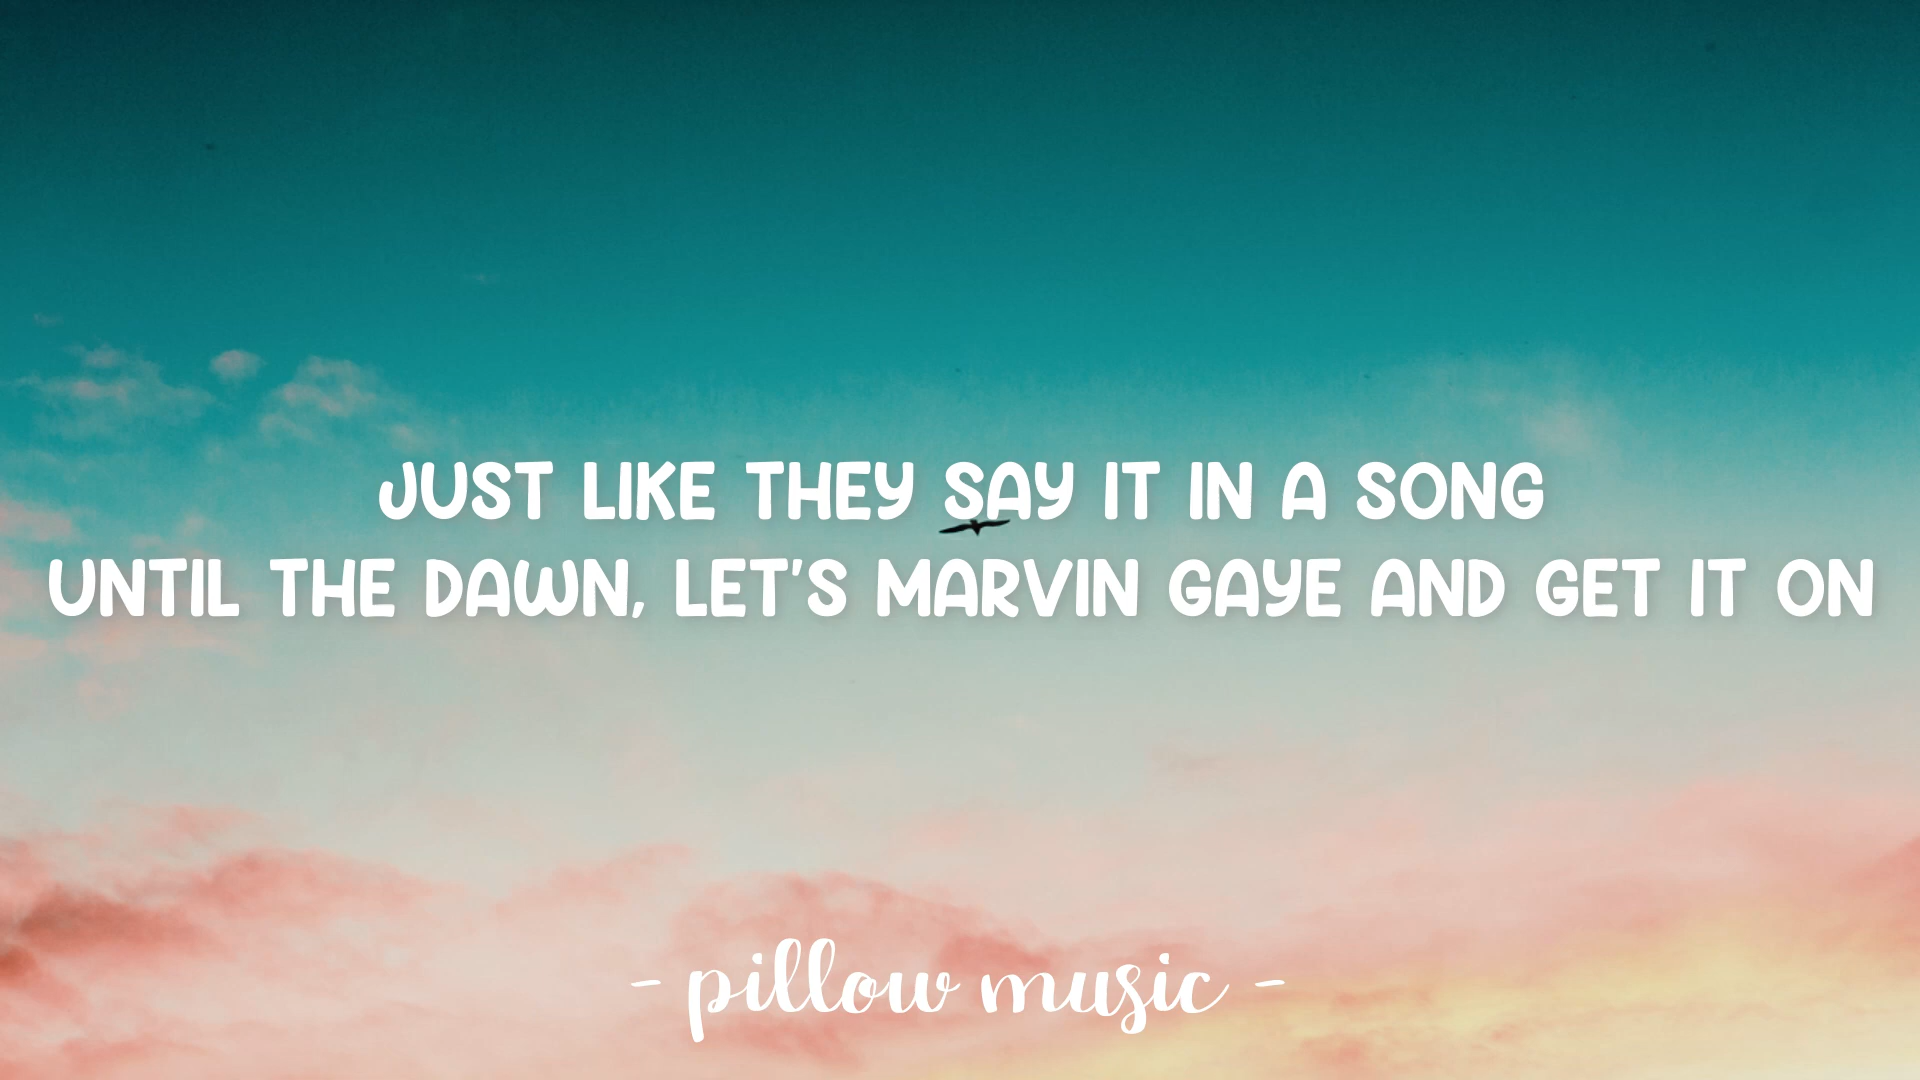 JUST LIKE THEY SAY IT IN A SONG
UNTIL THE DAWN, LET'S MARVIN GAYE AND GET IT ON
- pillow music -